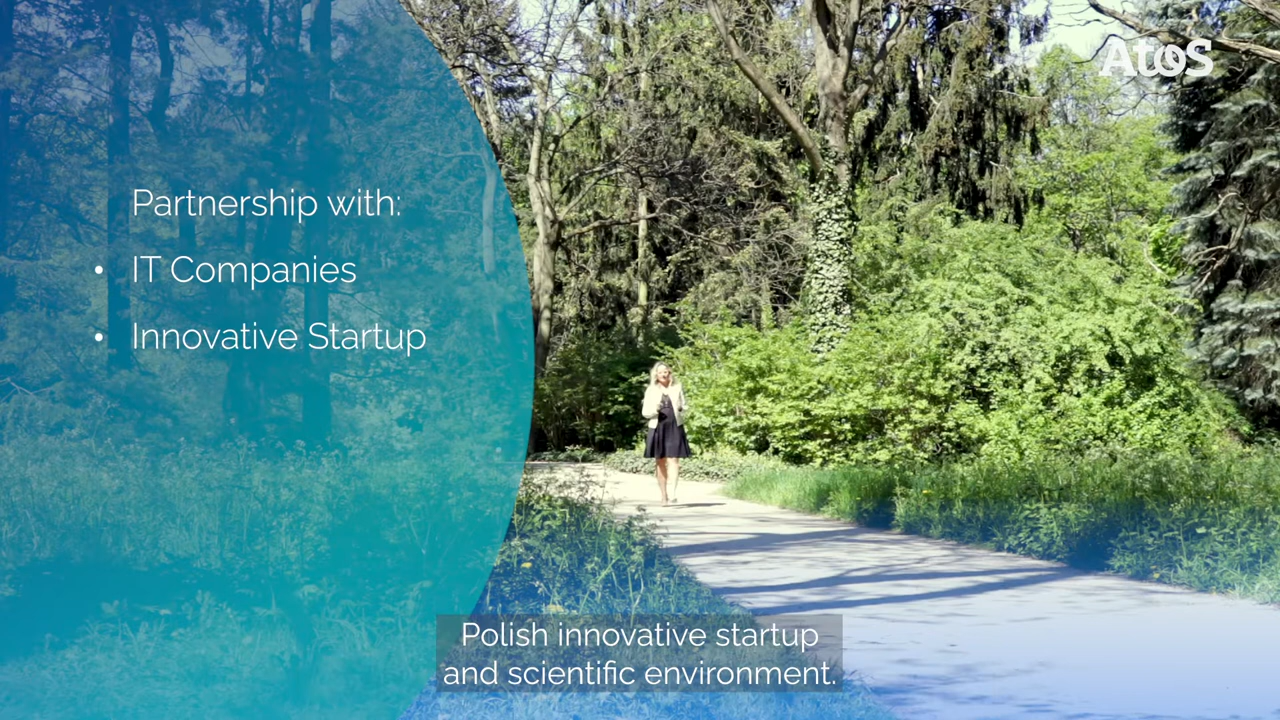 Atos
Partnership with:
• IT Companies
• Innovative Startup
Polish innovative startup
and scientific environment.